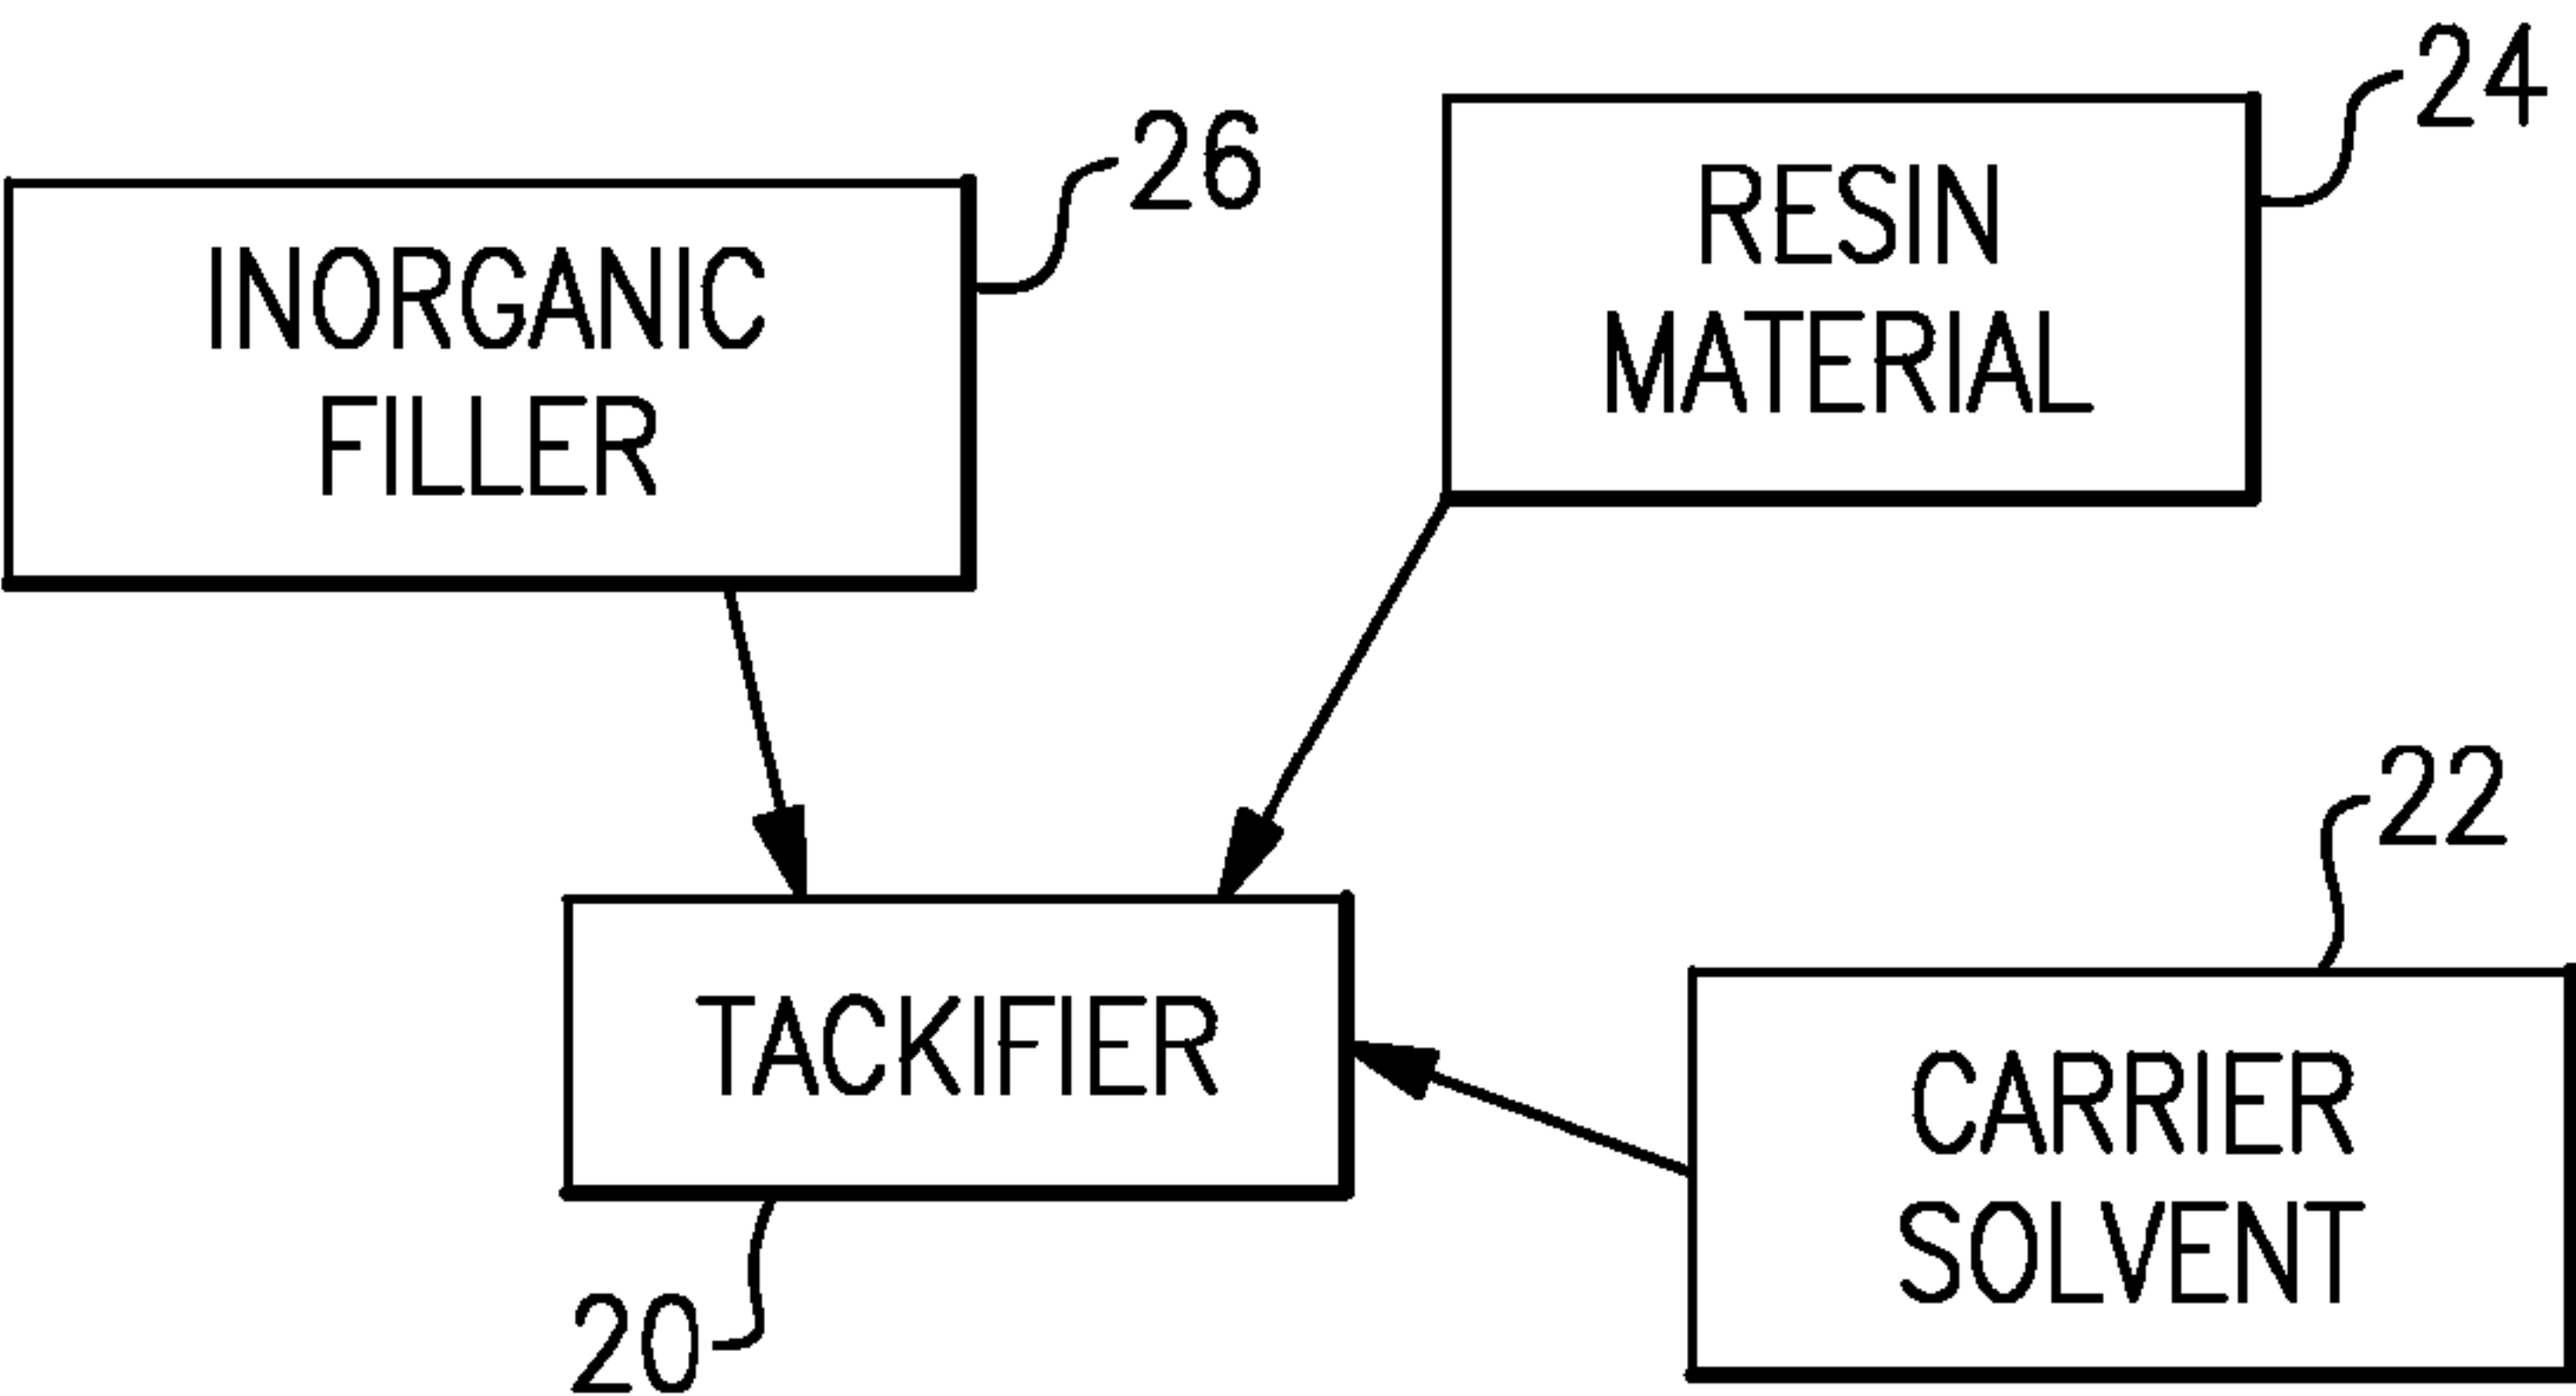 24
26
RESIN
MATERIAL
INORGANIC
FILLER
22
TACKIFIER
CARRIER
SOLVENT
20